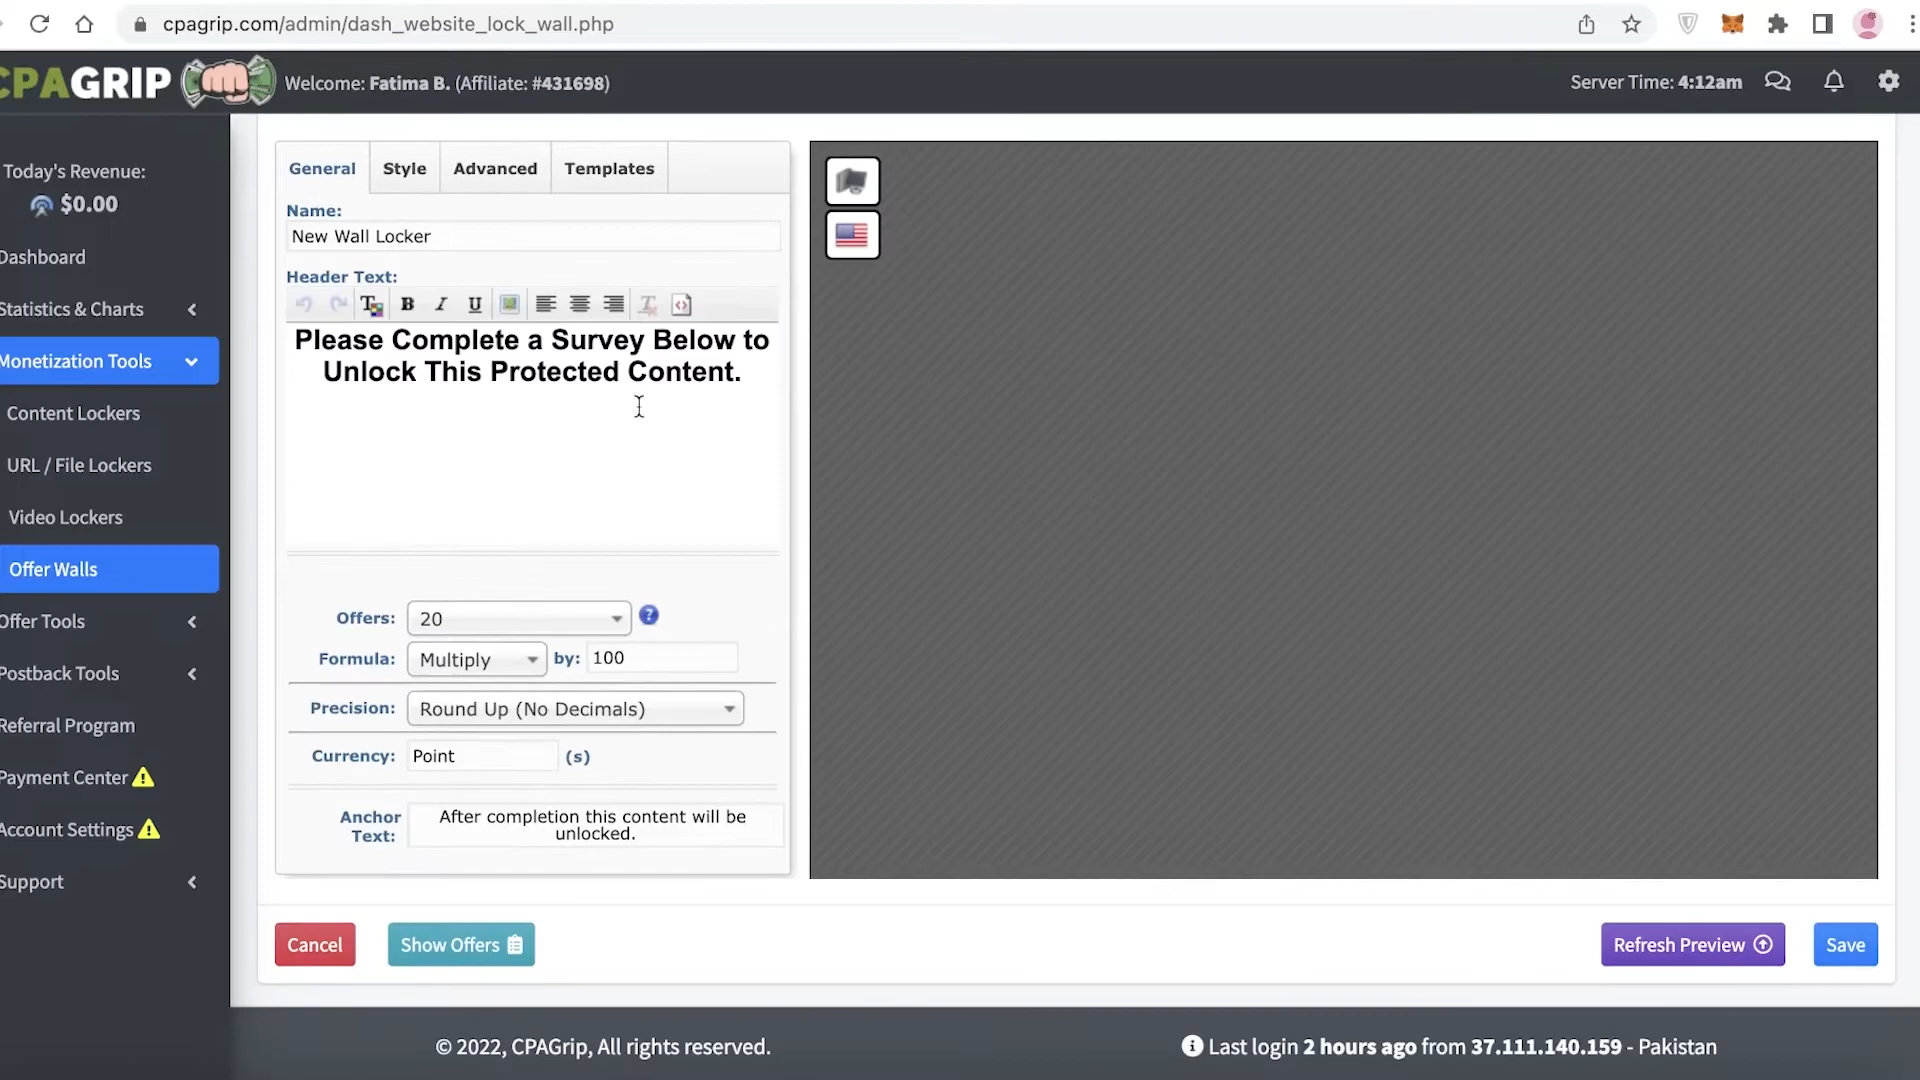 cpagrip.com/admin/dash_website_lock_wall.php
CPAGRIP
Welcome: Fatima B. (Affiliate: #431698)
Server Time: 4:12am
Today's Revenue:
$0.00
Dashboard
Statistics & Charts
Monetization Tools
Content Lockers
URL / File Lockers
Video Lockers
Offer Walls
Offer Tools
Postback Tools
Referral Program
Payment Center
Account Settings
Support
General Style Advanced Templates
Name:
New Wall Locker
Header Text:
B I U
Please Complete a Survey Below to
Unlock This Protected Content.
Offers: 20
Formula: Multiply by: 100
Precision: Round Up (No Decimals)
Currency: Point (s)
Anchor
Text:
After completion this content will be
unlocked.
Cancel Show Offers Refresh Preview Save
© 2022, CPAGrip, All rights reserved.
Last login 2 hours ago from 37.111.140.159 - Pakistan